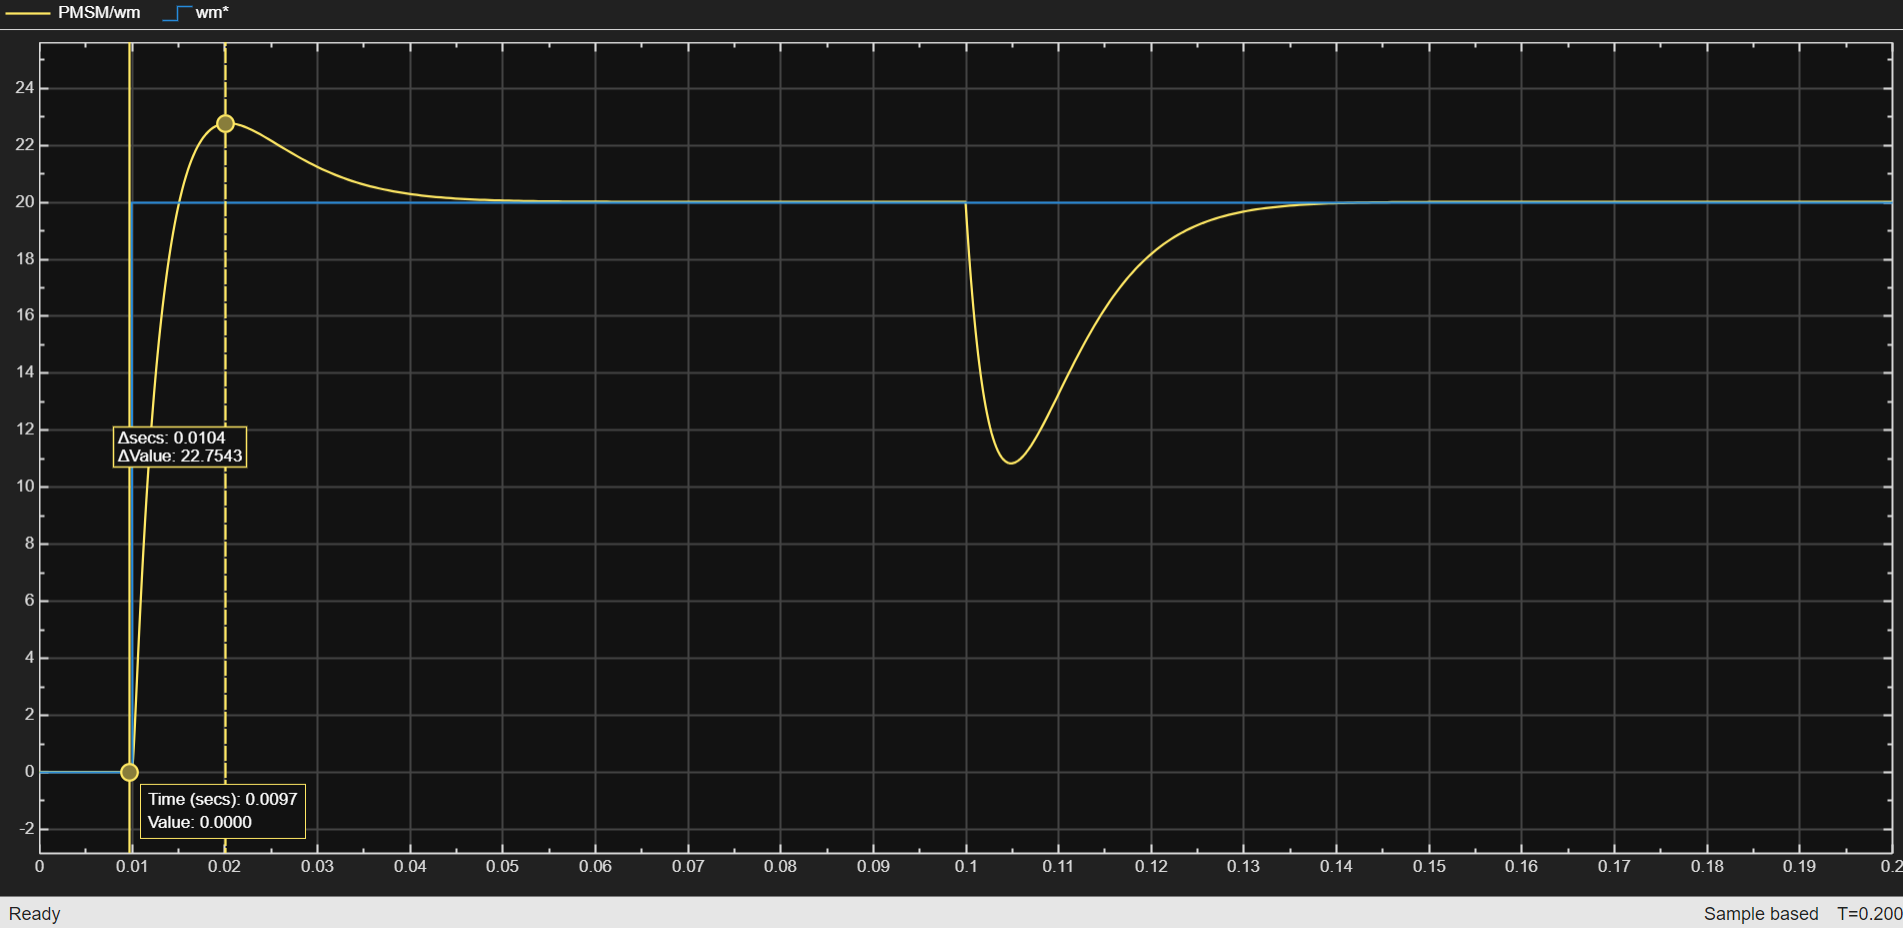 PMSM/wm wm*
24
22
20
18
16
14
12
Δsecs: 0.0104
ΔValue: 22.7543
10
8
6
4
2
0
Time (secs): 0.0097
Value: 0.0000
-2
0 0.01 0.02 0.03 0.04 0.05 0.06 0.07 0.08 0.09 0.1 0.11 0.12 0.13 0.14 0.15 0.16 0.17 0.18 0.19 0.2
Ready Sample based T=0.200